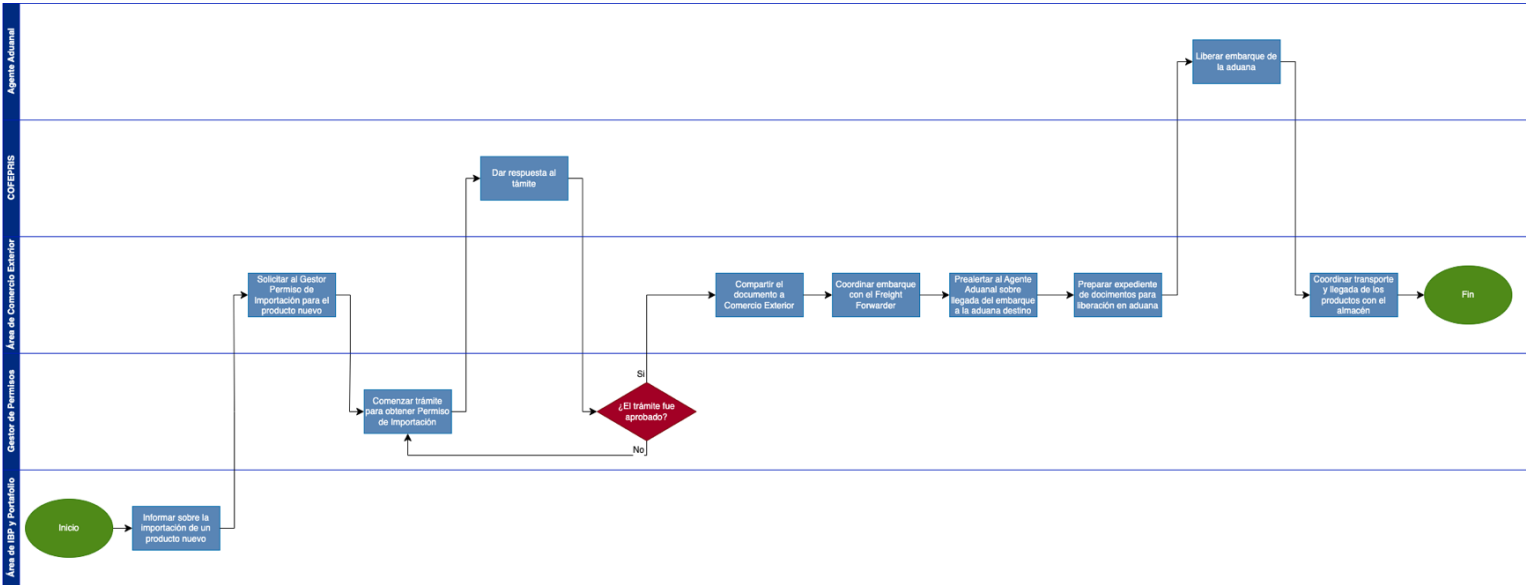 Agente Aduanal
Liberar embarque de
la aduana
COFEPRIS
Dar respuesta al
támite
Área de Comercio Exterior
Solicitar al Gestor
Permiso de
Importación para el
producto nuevo
Compartir el
documento a
Comercio Exterior
Coordinar embarque
con el Freight
Forwarder
Prealertar al Agente
Aduanal sobre
llegada del embarque
a la aduana destino
Preparar expediente
de docimentos para
liberación en aduana
Coordinar transporte
y llegada de los
productos con el
almacén
Fin
Gestor de Permisos
Comenzar trámite
para obtener Permiso
de Importación
Si
¿El trámite fue
aprobado?
No
Área de IBP y Portafolio
Inicio
Informar sobre la
importación de un
producto nuevo